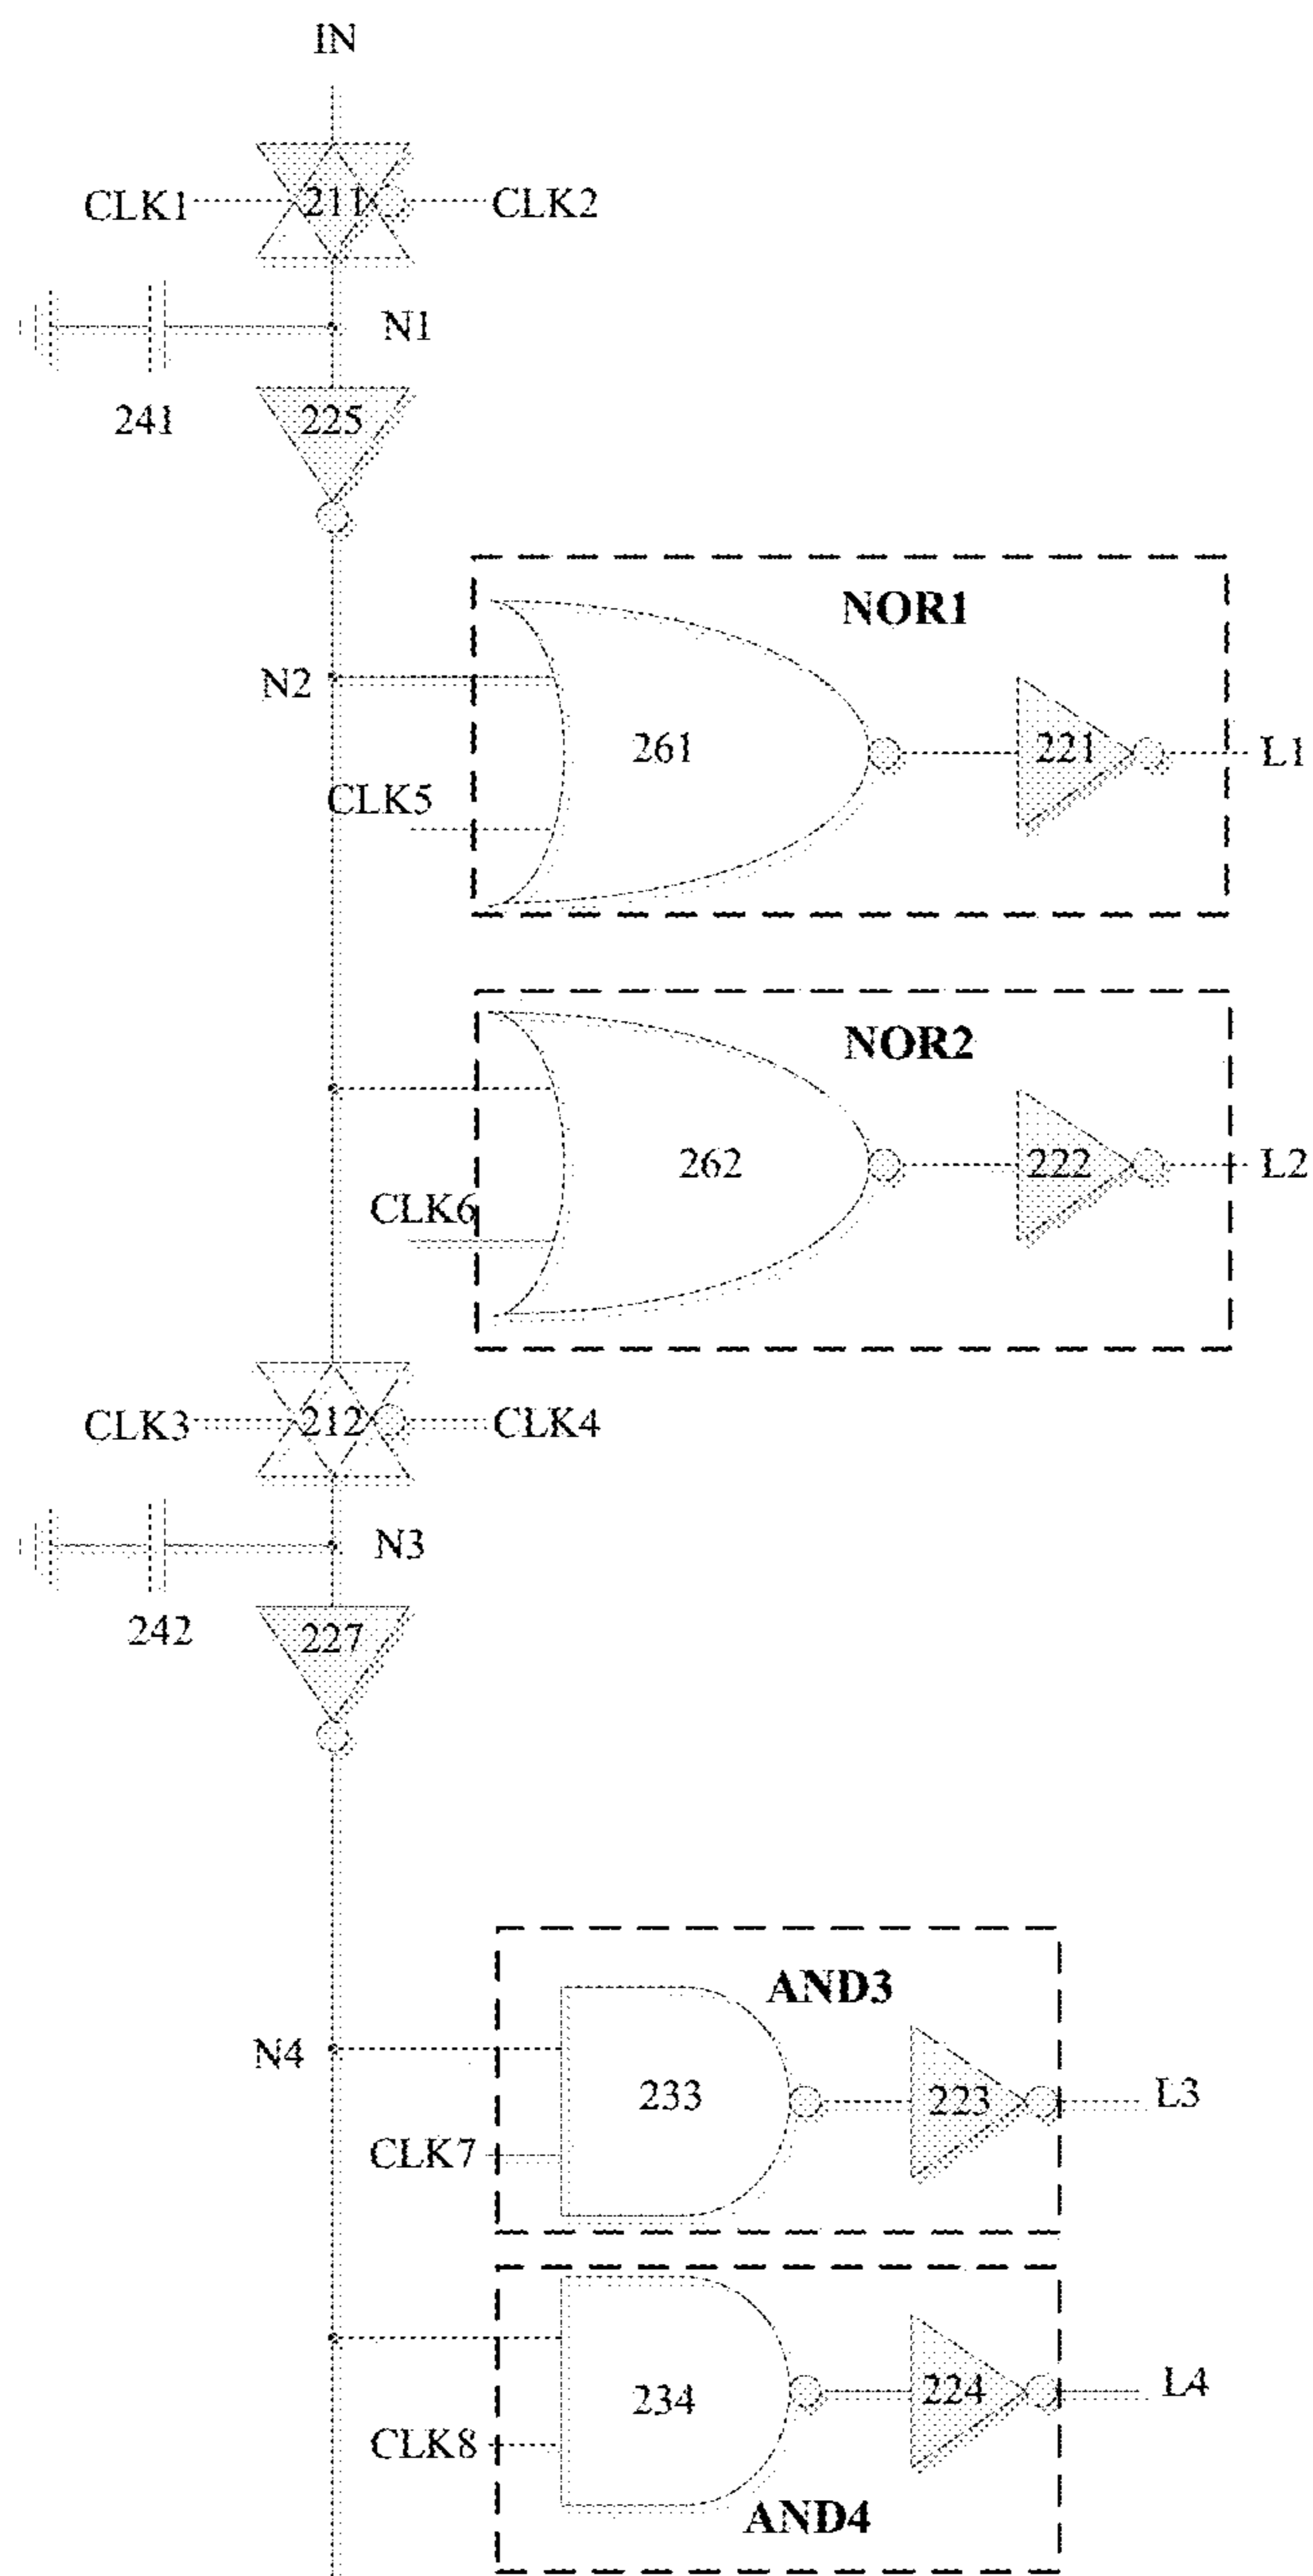 IN
CLK1
211
CLK2
N1
241
225
NOR1
N2
261
221
L1
CLK5
NOR2
262
222
L2
CLK6
CLK3
212
CLK4
N3
242
227
AND3
N4
233
223
L3
CLK7
234
224
L4
CLK8
AND4